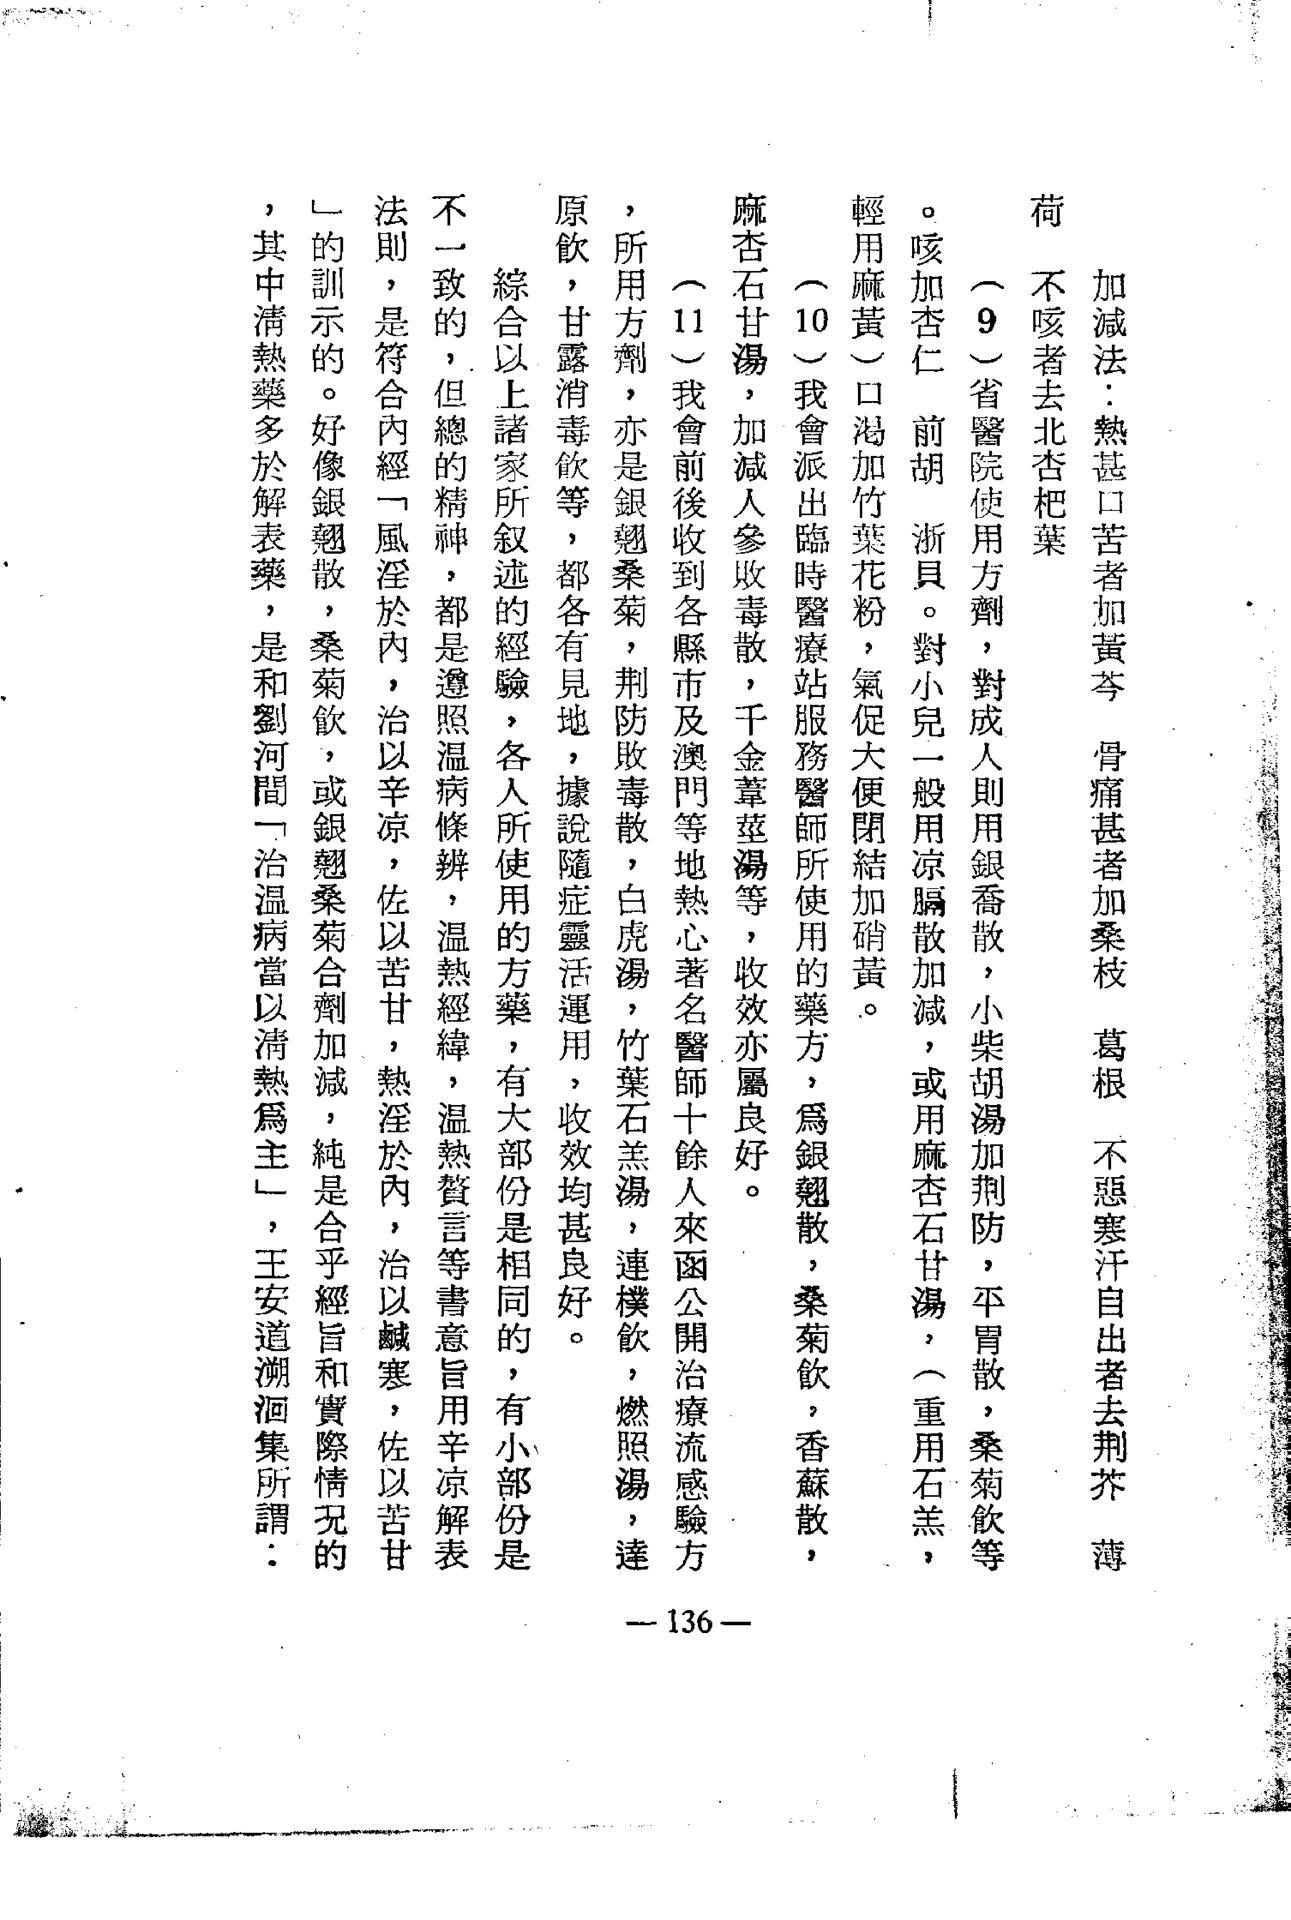 加減法：熱甚口苦者加黃芩　骨痛甚者加桑枝　葛根　不惡寒汗自出者去荆芥　薄
荷　不咳者去北杏杷葉
（9）省醫院使用方劑，對成人則用銀喬散，小柴胡湯加荆防，平胃散，桑菊飲等
。咳加杏仁　前胡　浙貝。對小兒一般用凉膈散加減，或用麻杏石甘湯，（重用石羔，
輕用麻黃）口渴加竹葉花粉，氣促大便閉結加硝黃。
（10）我會派出臨時醫療站服務醫師所使用的藥方，爲銀翹散，桑菊飲，香蘇散，
麻杏石甘湯，加減人參敗毒散，千金葦莖湯等，收效亦屬良好。
（11）我會前後收到各縣市及澳門等地熱心著名醫師十餘人來函公開治療流感驗方
，所用方劑，亦是銀翹桑菊，荆防敗毒散，白虎湯，竹葉石羔湯，連樸飲，燃照湯，達
原飲，甘露消毒飲等，都各有見地，據說隨症靈活運用，收效均甚良好。
綜合以上諸家所叙述的經驗，各人所使用的方藥，有大部份是相同的，有小部份是
不一致的，但總的精神，都是遵照温病條辨，温熱經緯，温熱贅言等書意旨用辛凉解表
法則，是符合內經「風淫於內，治以辛凉，佐以苦甘，熱淫於內，治以鹹寒，佐以苦甘
」的訓示的。好像銀翹散，桑菊飲，或銀翹桑菊合劑加減，純是合乎經旨和實際情況的
，其中淸熱藥多於解表藥，是和劉河間「治温病當以淸熱爲主」，王安道溯洄集所謂：
— 136 —